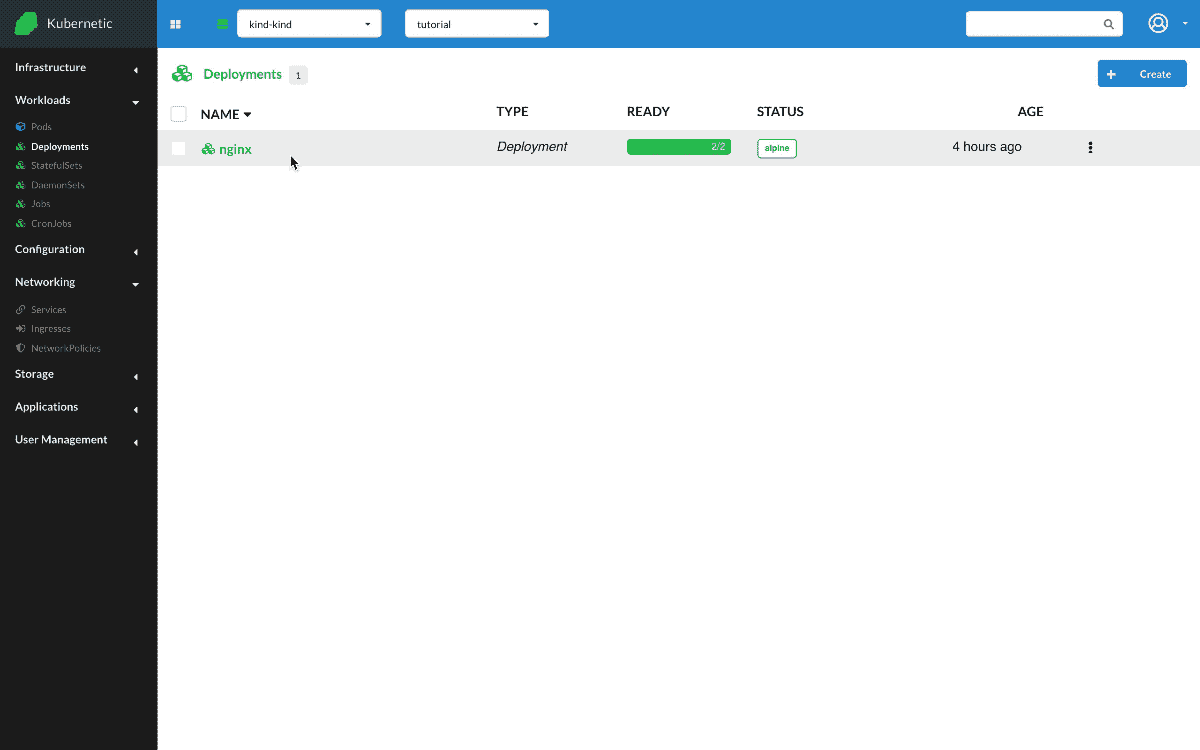 Kubernetic
kind-kind
tutorial
Infrastructure
Workloads
Pods
Deployments
StatefulSets
DaemonSets
Jobs
CronJobs
Configuration
Networking
Services
Ingresses
NetworkPolicies
Storage
Applications
User Management
Deployments 1
+ Create
NAME TYPE READY STATUS AGE
nginx Deployment 2/2 alpine 4 hours ago